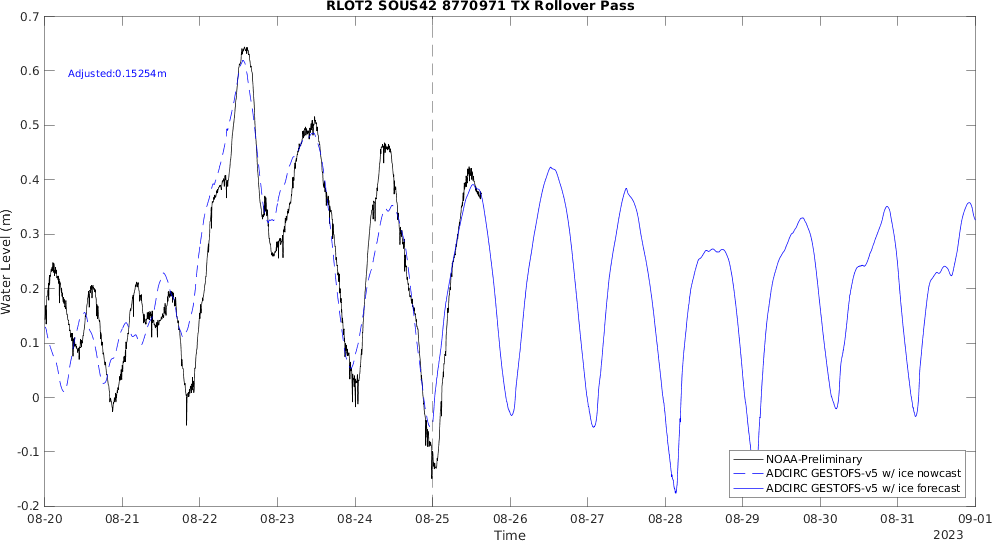 RLOT2 SOUS42 8770971 TX Rollover Pass
0.7
0.6
0.5
0.4
0.3
0.2
0.1
0
-0.1
-0.2
Water Level (m)
Adjusted:0.15254m
NOAA-Preliminary
ADCIRC GESTOFS-v5 w/ ice nowcast
ADCIRC GESTOFS-v5 w/ ice forecast
08-20 08-21 08-22 08-23 08-24 08-25 08-26 08-27 08-28 08-29 08-30 08-31 09-01
Time
2023